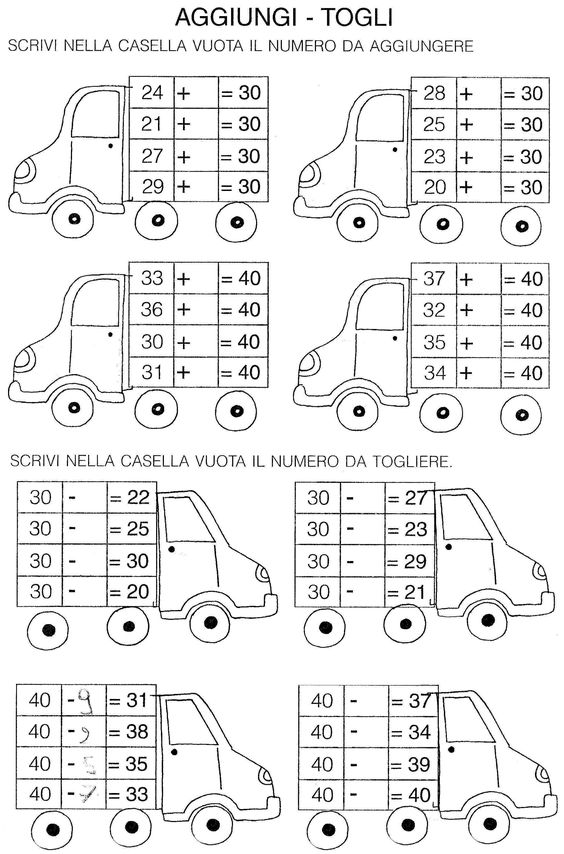 AGGIUNGI - TOGLI
SCRIVI NELLA CASELLA VUOTA IL NUMERO DA AGGIUNGERE
24 + = 30
21 + = 30
27 + = 30
29 + = 30
28 + = 30
25 + = 30
23 + = 30
20 + = 30
33 + = 40
36 + = 40
30 + = 40
31 + = 40
37 + = 40
32 + = 40
35 + = 40
34 + = 40
SCRIVI NELLA CASELLA VUOTA IL NUMERO DA TOGLIERE.
30 - = 22
30 - = 25
30 - = 30
30 - = 20
30 - = 27
30 - = 23
30 - = 29
30 - = 21
40 - 9 = 31
40 - = 38
40 - 5 = 35
40 - 7 = 33
40 - = 37
40 - = 34
40 - = 39
40 - = 40